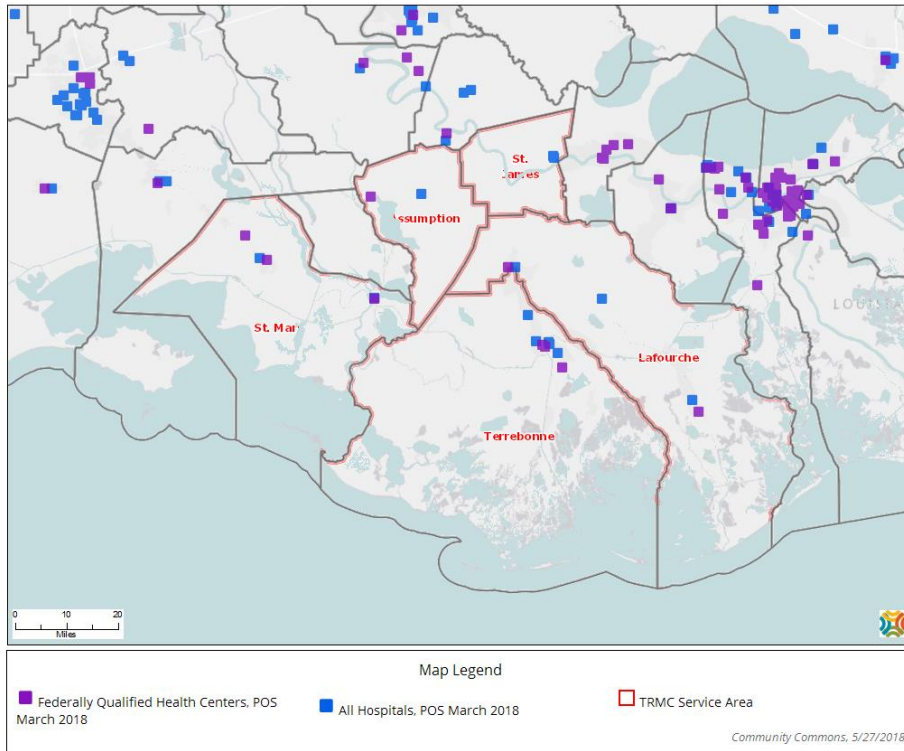 St.
Assumption
LOUISIA
St. Mar
Lafourche
Terrebonne
0 10 20
Miles
Map Legend
Federally Qualified Health Centers, POS
March 2018
All Hospitals, POS March 2018
TRMC Service Area
Community Commons, 5/27/2018